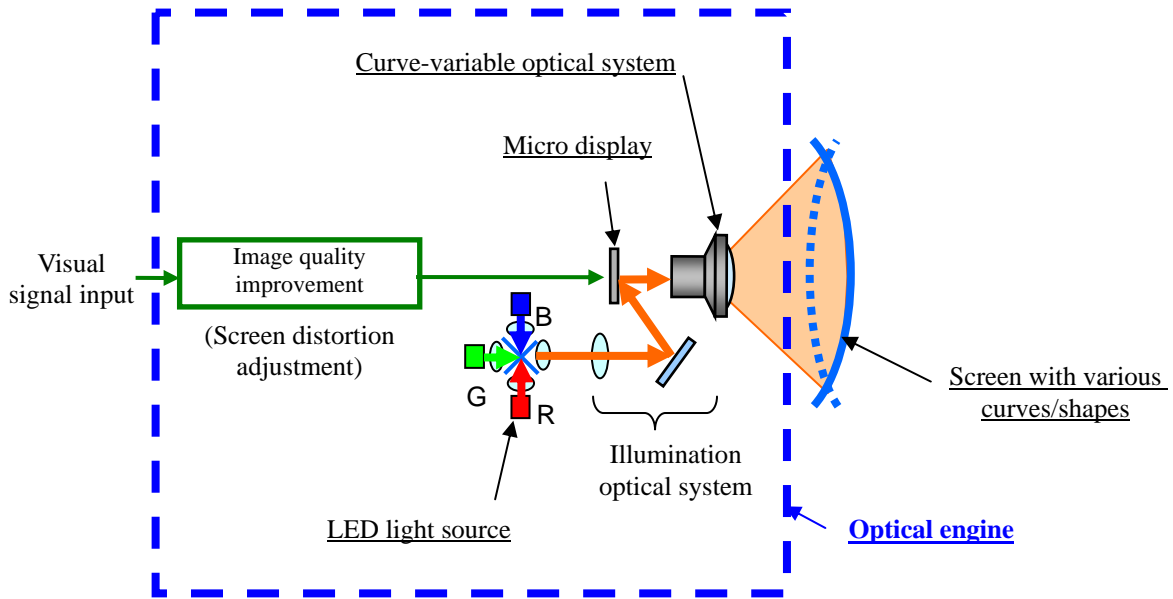 Curve-variable optical system
Micro display
Visual
signal input
Image quality
improvement
(Screen distortion
adjustment)
B
G
R
Screen with various
curves/shapes
Illumination
optical system
LED light source
Optical engine